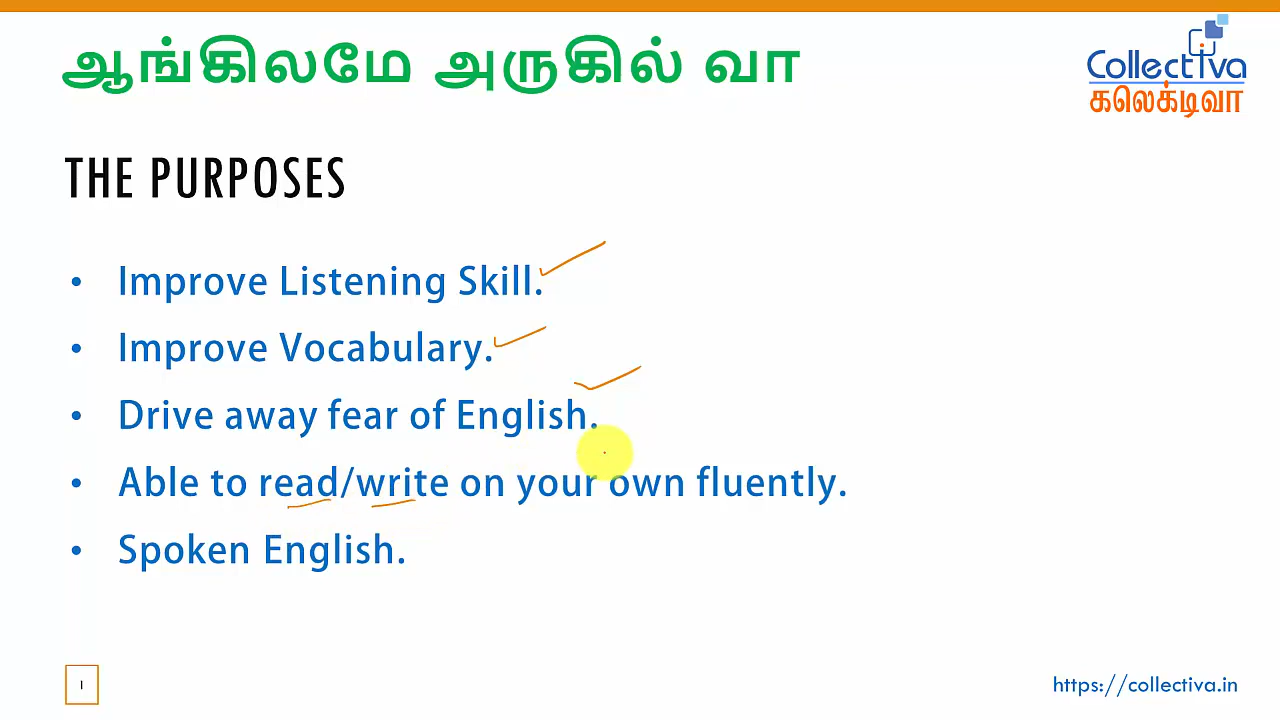 ஆங்கிலமே அருகில் வா
Collectiva
கலெக்டிவா
THE PURPOSES
• Improve Listening Skill.
• Improve Vocabulary.
• Drive away fear of English.
• Able to read/write on your own fluently.
• Spoken English.
1
https://collectiva.in